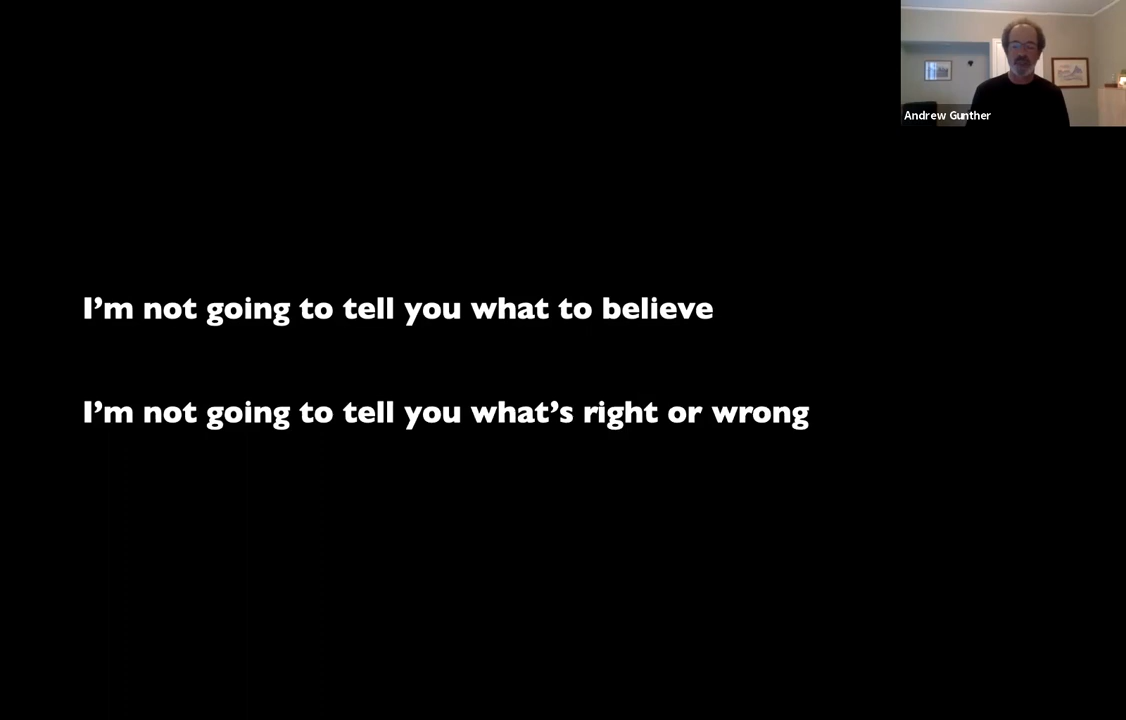 Andrew Gunther
I'm not going to tell you what to believe
I'm not going to tell you what's right or wrong